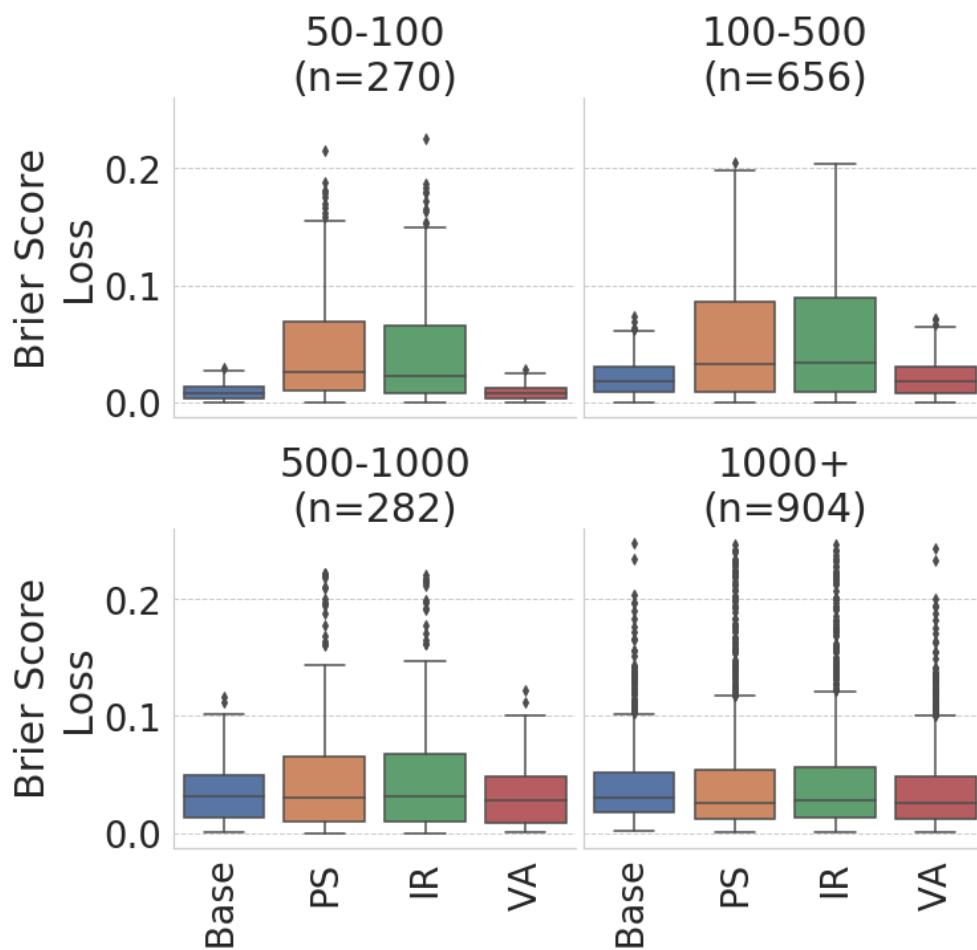 50-100
(n=270)
100-500
(n=656)
Brier Score
Loss
0.2
0.1
0.0
500-1000
(n=282)
1000+
(n=904)
Brier Score
Loss
0.2
0.1
0.0
Base
PS
IR
VA
Base
PS
IR
VA